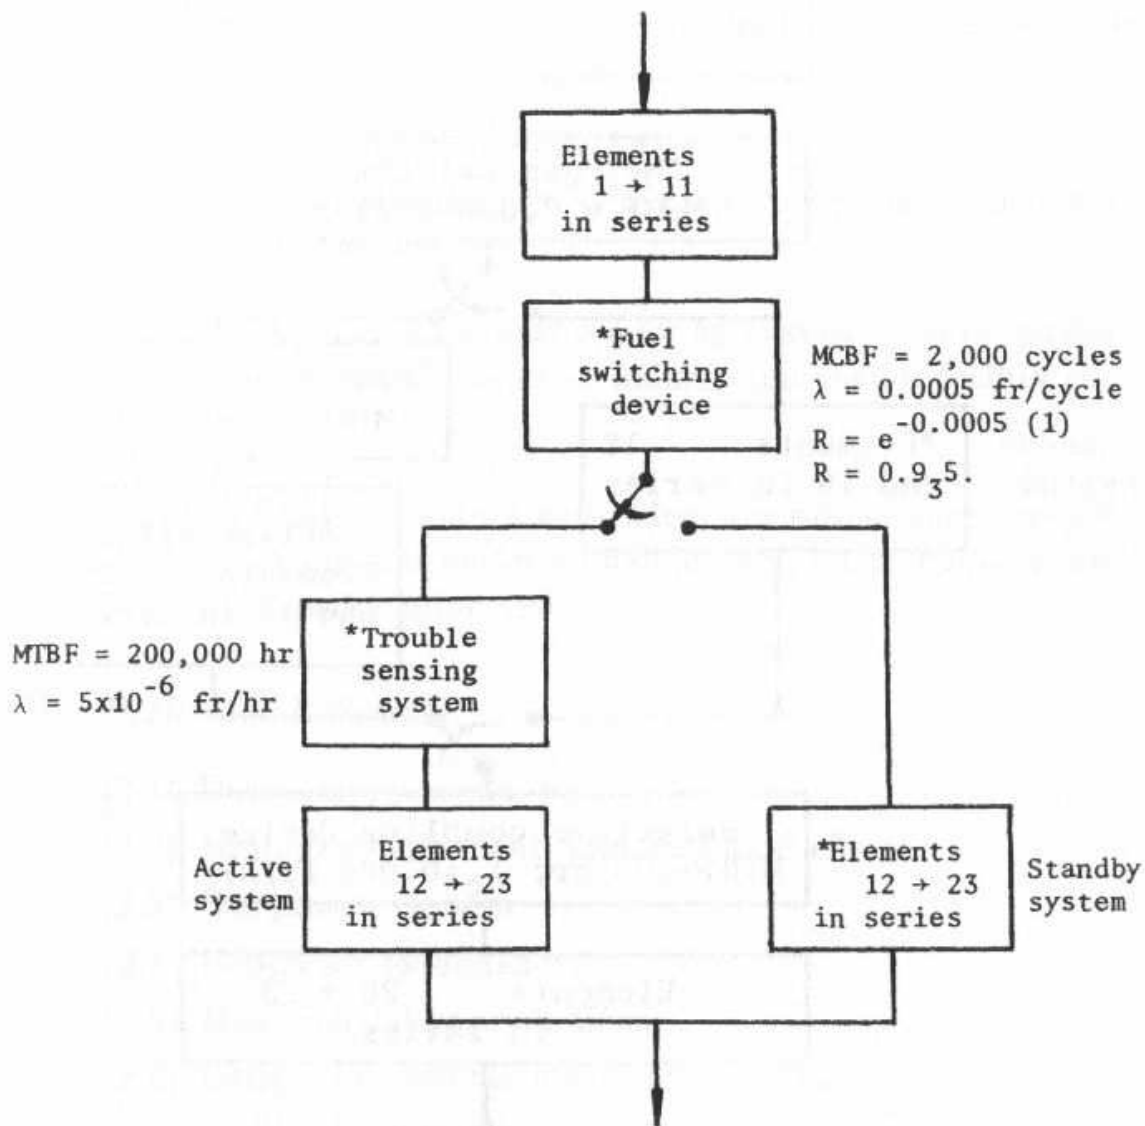 Elements
1 → 11
in series
*Fuel
switching
device
MCBF = 2,000 cycles
λ = 0.0005 fr/cycle
R = e^-0.0005 (1)
R = 0.9₃5.
MTBF = 200,000 hr
λ = 5x10^-6 fr/hr
*Trouble
sensing
system
Active
system
Elements
12 → 23
in series
*Elements
12 → 23
in series
Standby
system